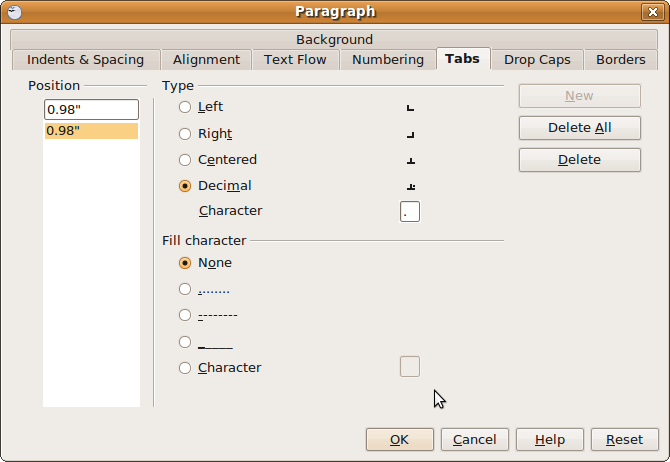 Paragraph
Background
Indents & Spacing Alignment Text Flow Numbering Tabs Drop Caps Borders
Position
0.98"
0.98"
Type
Left
Right
Centered
Decimal
Character .
Fill character
None
........
--------
_____
Character
New
Delete All
Delete
OK Cancel Help Reset